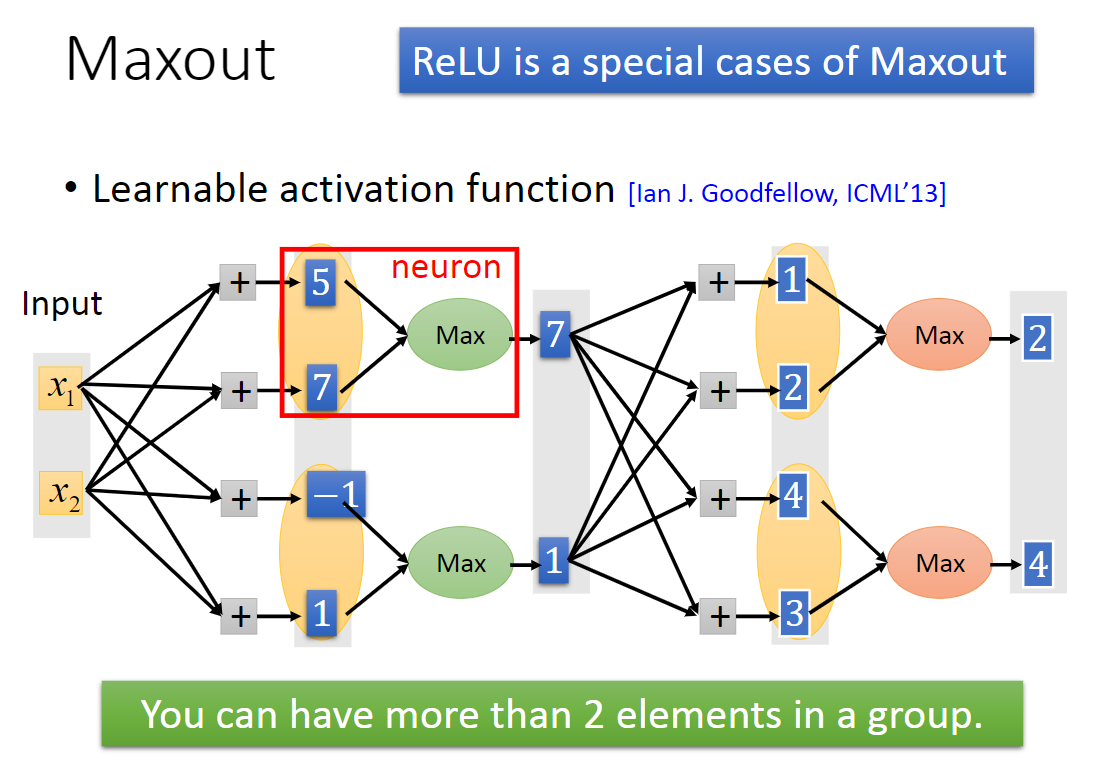 Maxout
ReLU is a special cases of Maxout
• Learnable activation function [Ian J. Goodfellow, ICML’13]
neuron
Input
+
5
+
1
Max
7
Max
2
x1
+
7
+
2
x2
+
−1
+
4
Max
1
Max
4
+
1
+
3
You can have more than 2 elements in a group.